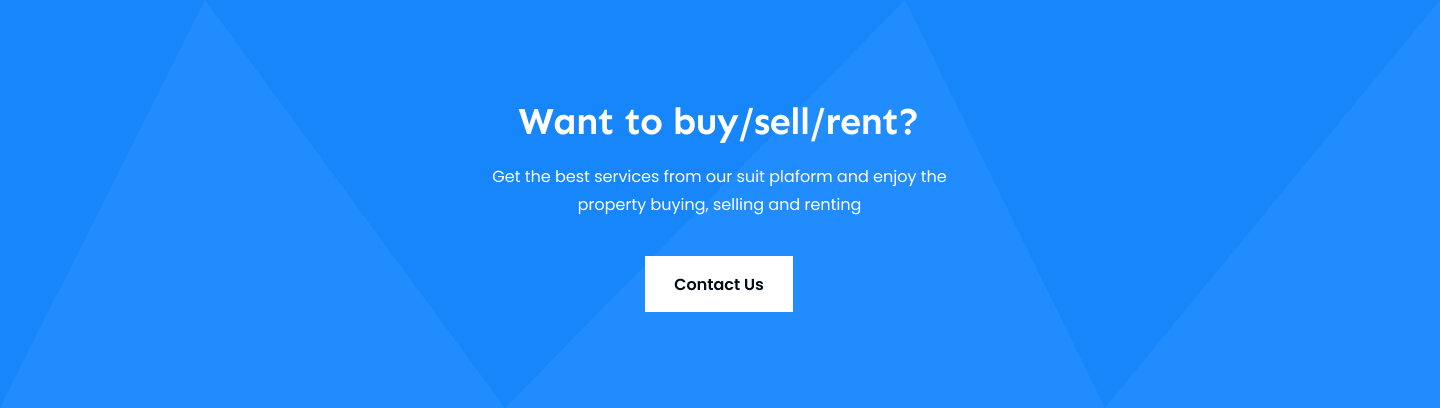 Want to buy/sell/rent?
Get the best services from our suit plaform and enjoy the
property buying, selling and renting
Contact Us